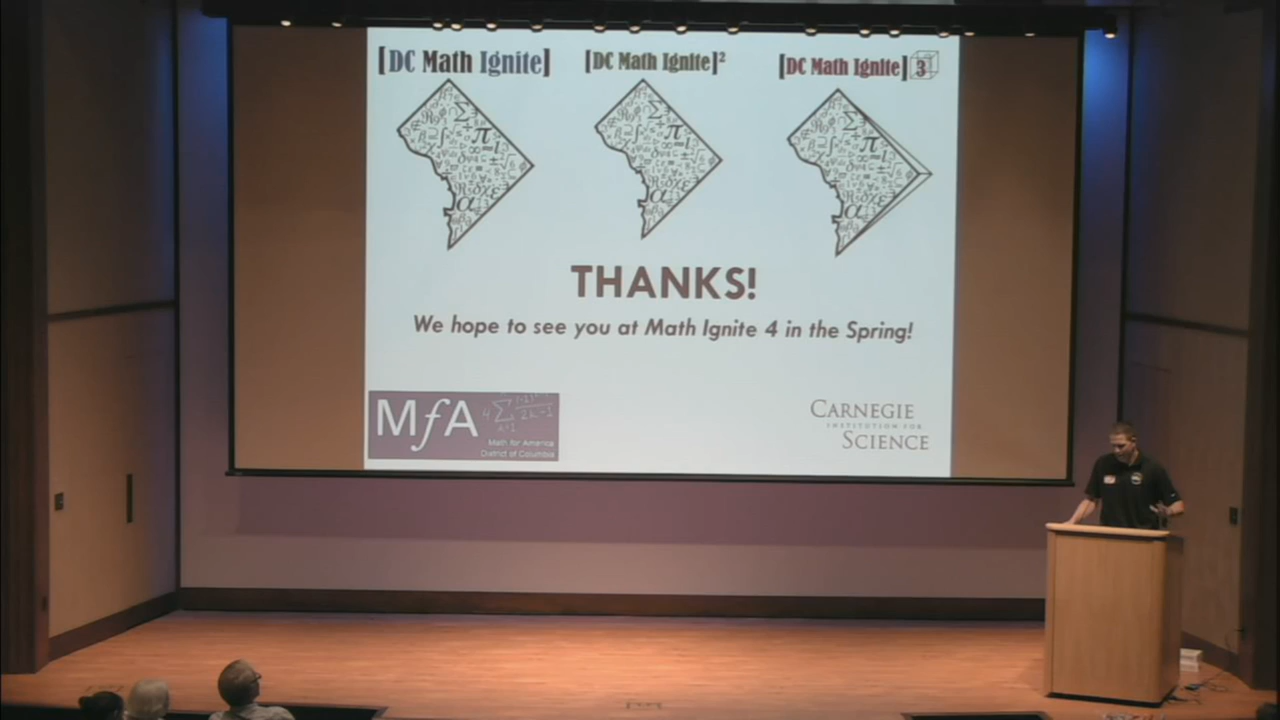 [DC Math Ignite]
[DC Math Ignite]²
[DC Math Ignite] 3
THANKS!
We hope to see you at Math Ignite 4 in the Spring!
MfA
Math for America
District of Columbia
CARNEGIE
INSTITUTION FOR
SCIENCE